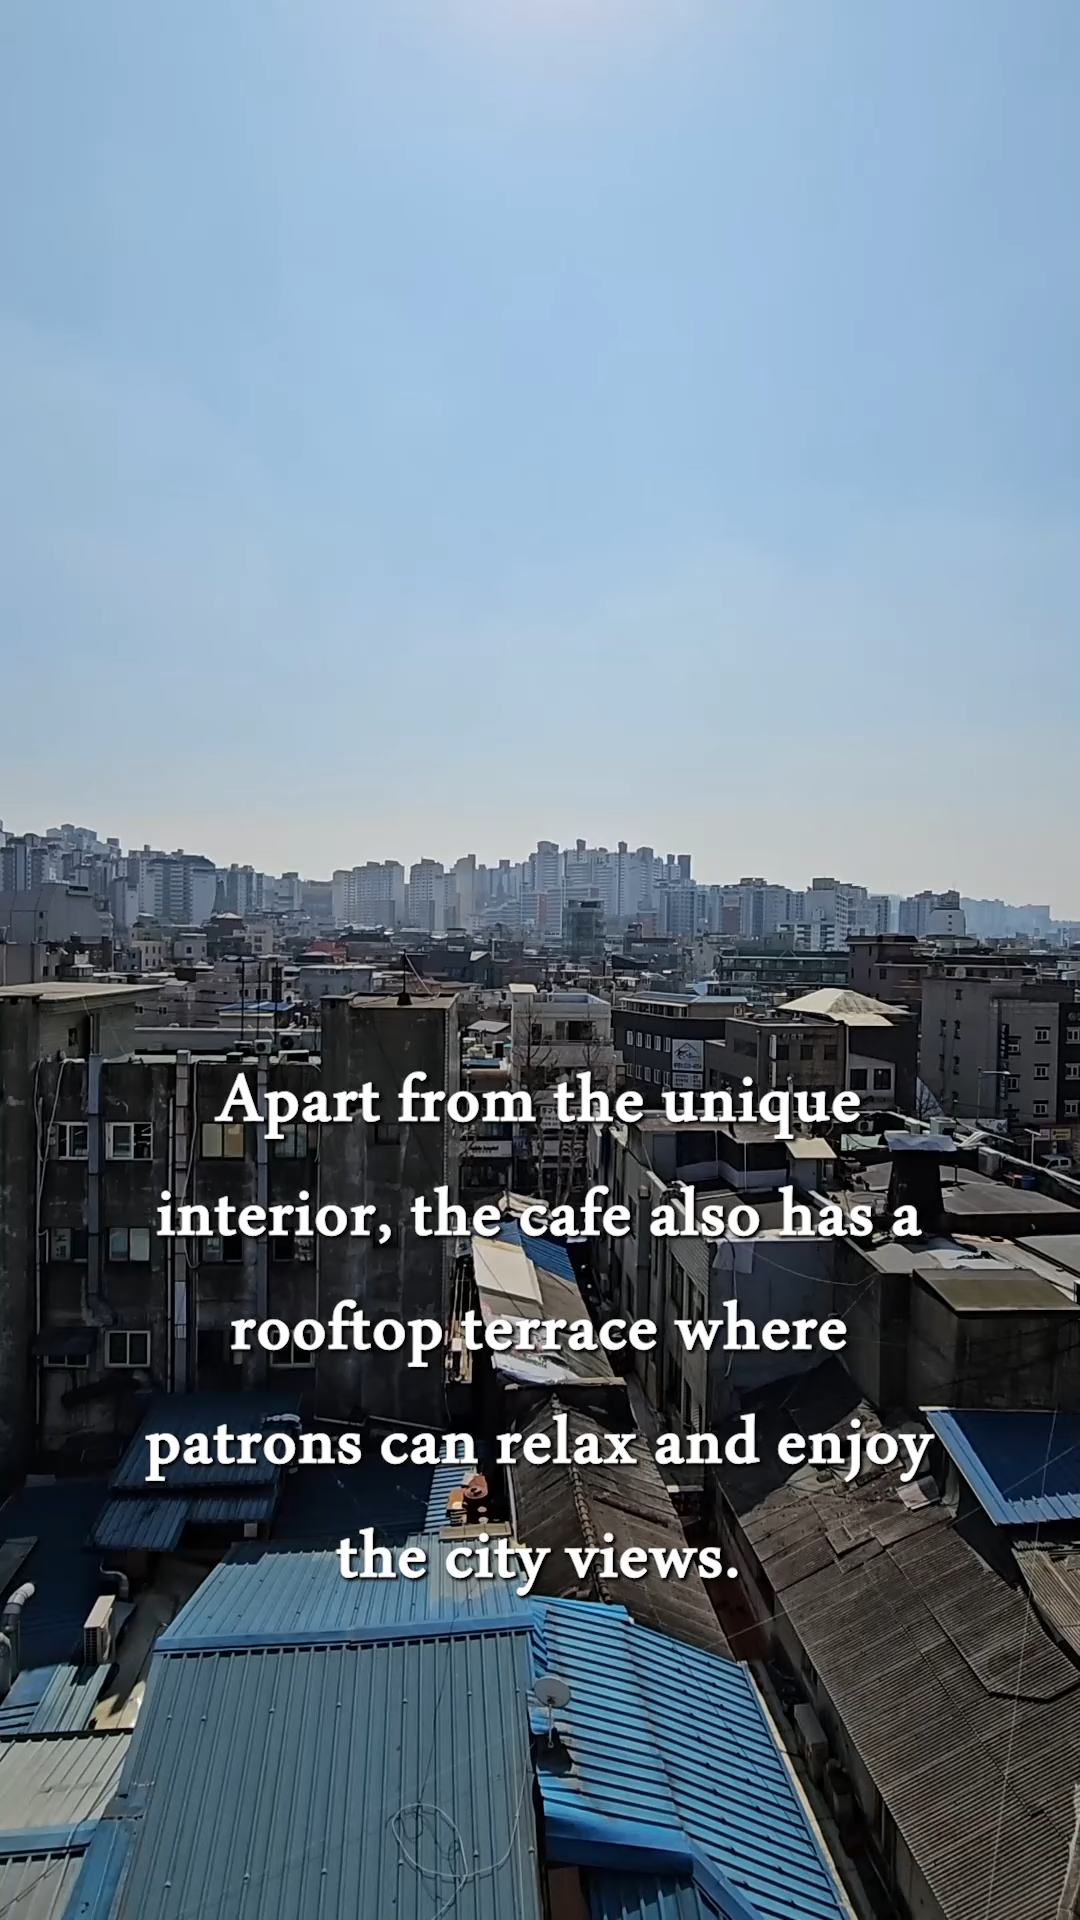 Apart from the unique
interior, the cafe also has a
rooftop terrace where
patrons can relax and enjoy
the city views.